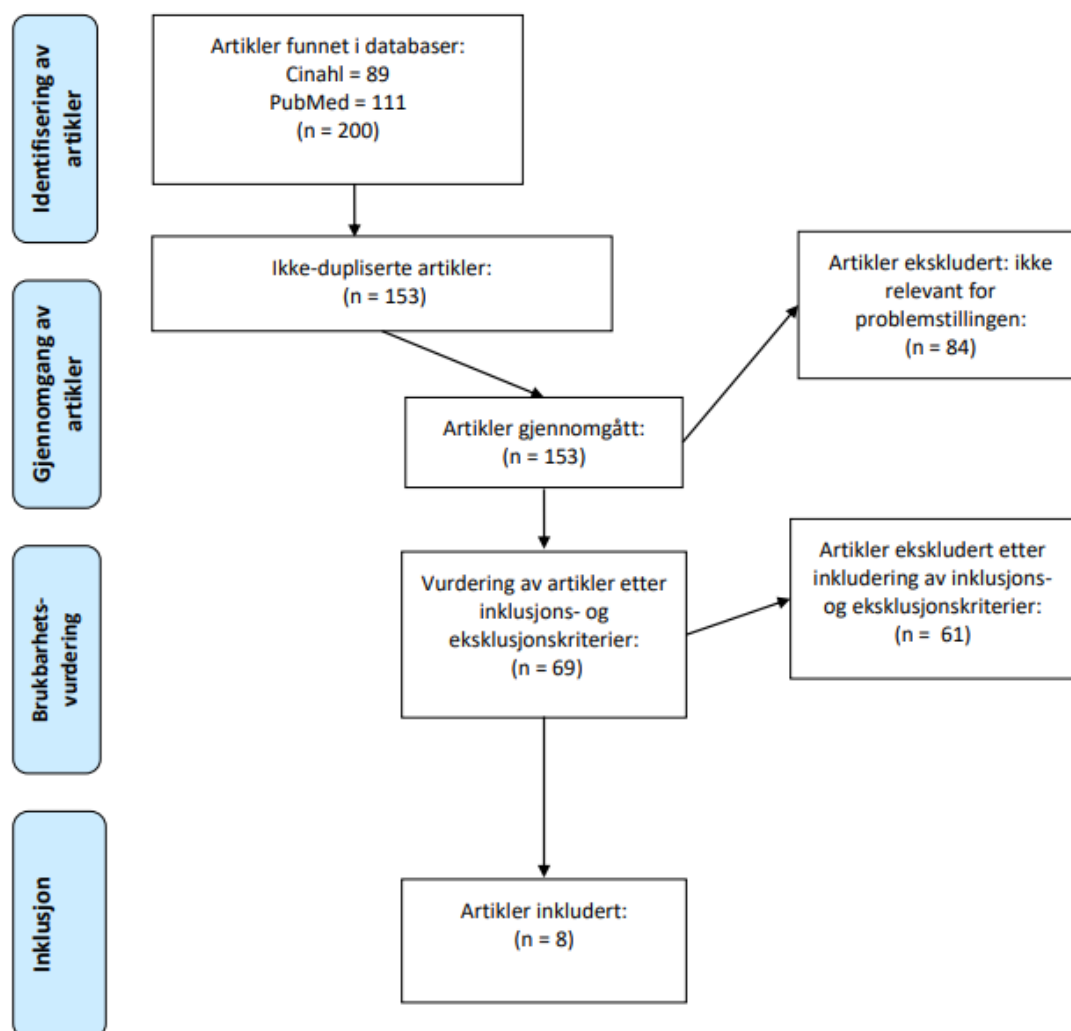 Identifisering av
artikler
Artikler funnet i databaser:
Cinahl = 89
PubMed = 111
(n = 200)
Gjennomgang av
artikler
Ikke-dupliserte artikler:
(n = 153)
Artikler ekskludert: ikke
relevant for
problemstillingen:
(n = 84)
Artikler gjennomgått:
(n = 153)
Brukbarhets-
vurdering
Vurdering av artikler etter
inklusjons- og
eksklusjonskriterier:
(n = 69)
Artikler ekskludert etter
inkludering av inklusjons-
og eksklusjonskriterier:
(n = 61)
Inklusjon
Artikler inkludert:
(n = 8)